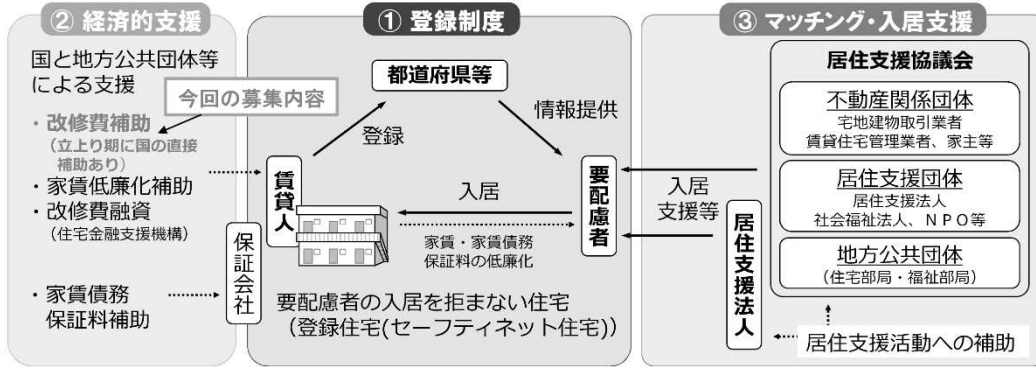 ② 経済的支援
国と地方公共団体等
による支援
今回の募集内容
・改修費補助
(立上り期に国の直接
補助あり)
・家賃低廉化補助
・改修費融資
(住宅金融支援機構)
・家賃債務
保証料補助
① 登録制度
都道府県等
登録
情報提供
賃貸人
保証会社
入居
家賃・家賃債務
保証料の低廉化
要配慮者
要配慮者の入居を拒まない住宅
(登録住宅(セーフティネット住宅))
③ マッチング・入居支援
入居
支援等
居住支援法人
居住支援協議会
不動産関係団体
宅地建物取引業者
賃貸住宅管理業者、家主等
居住支援団体
居住支援法人
社会福祉法人、NPO等
地方公共団体
(住宅部局・福祉部局)
居住支援活動への補助